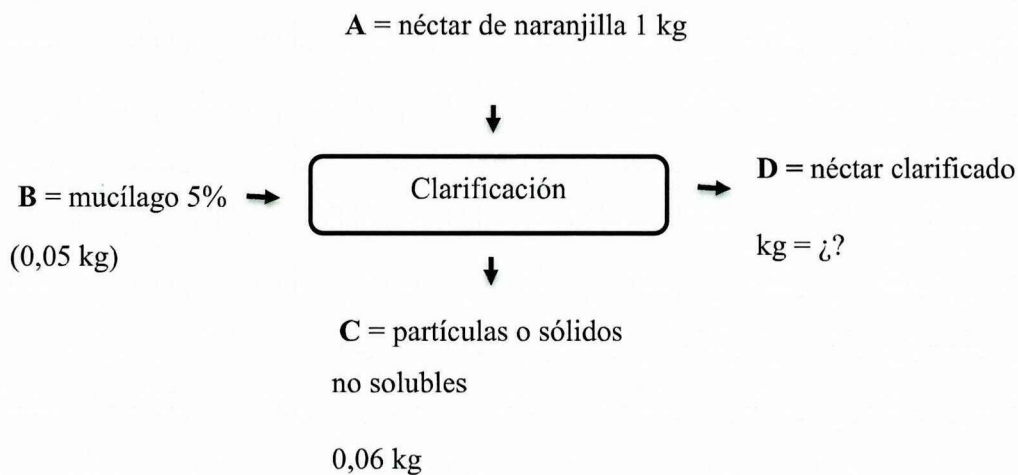 A = néctar de naranjilla 1 kg
B = mucílago 5%
(0,05 kg)
Clarificación
D = néctar clarificado
kg = ¿?
C = partículas o sólidos
no solubles
0,06 kg